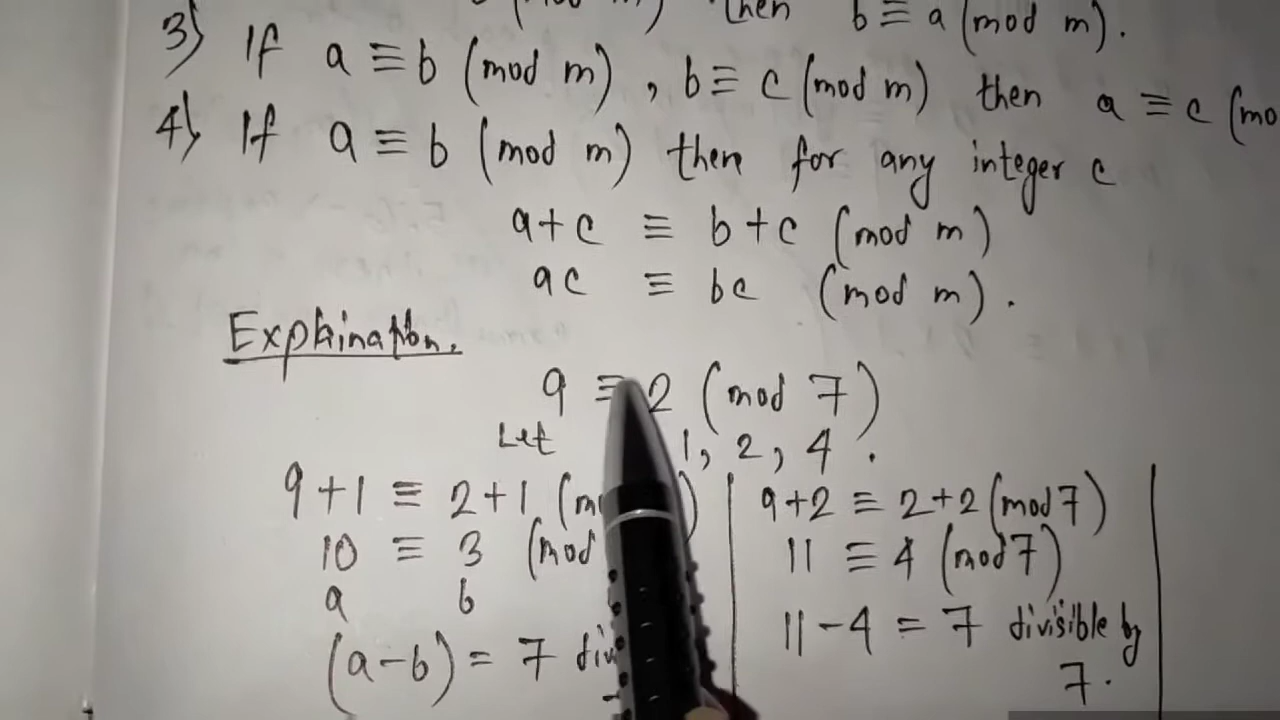 then b ≡ a (mod m).
3) If a ≡ b (mod m), b ≡ c (mod m) then a ≡ c (mo
4) If a ≡ b (mod m) then for any integer c
a+c ≡ b+c (mod m)
ac ≡ bc (mod m).
Explaination.
9 ≡ 2 (mod 7)
Let 1, 2, 4.
9+1 ≡ 2+1 (m )
10 ≡ 3 (mod
a b
(a-b) = 7 div
9+2 ≡ 2+2 (mod 7)
11 ≡ 4 (mod 7)
11-4 = 7 divisible by
7.